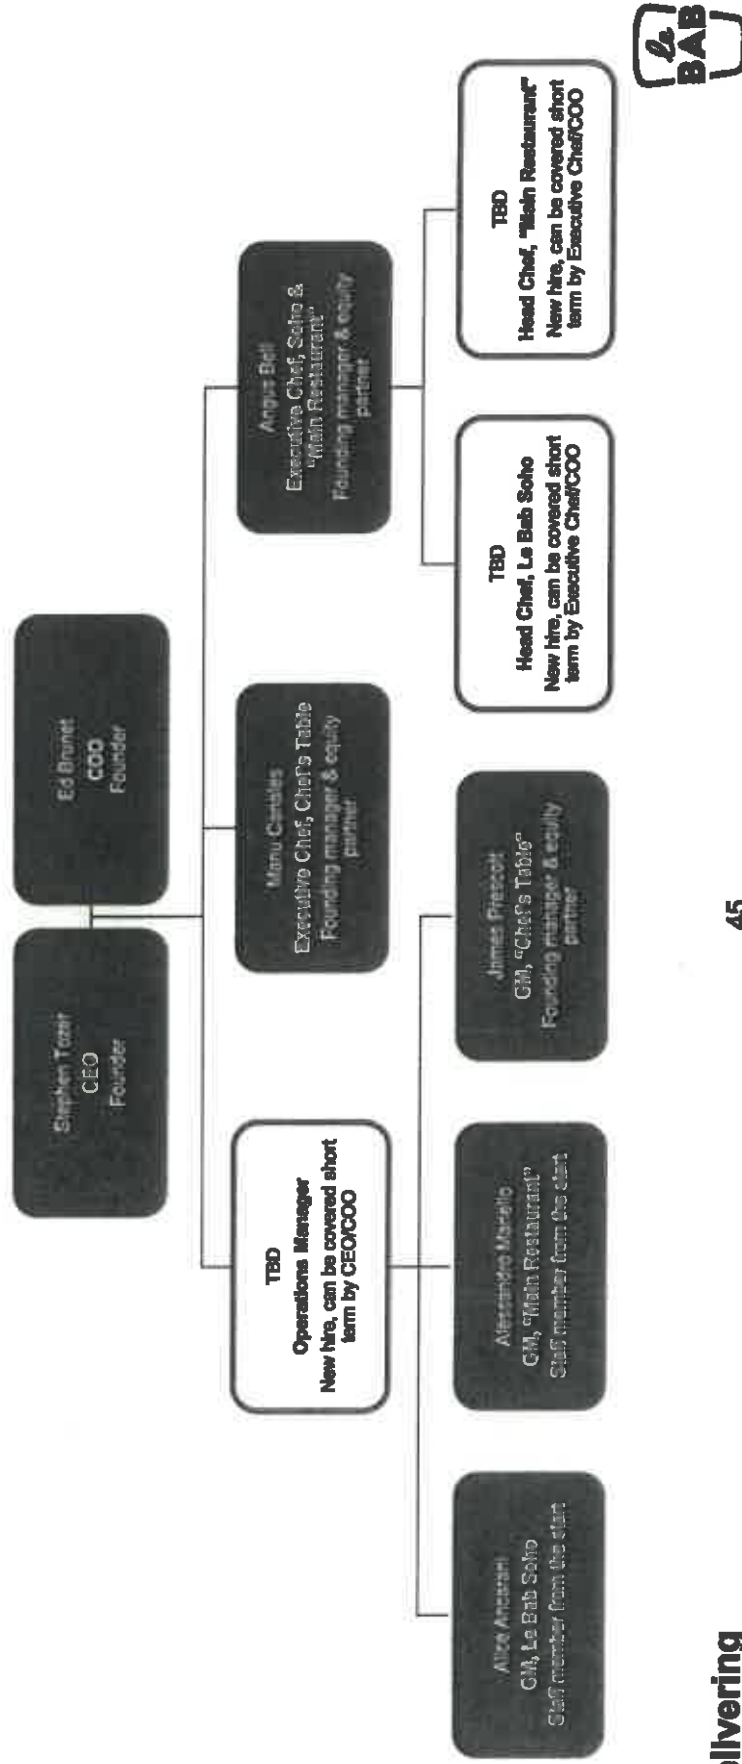 Stephen Tozer
CEO
Founder
Ed Brunet
COO
Founder
TBD
Operations Manager
New hire, can be covered short
term by CEO/COO
Executive Chef, Chef's Table
Founding manager & equity
partner
Angus Bell
Executive Chef, Soho &
"Main Restaurant"
Founding manager & equity
partner
Alice Ancarani
GM, Le Bab Soho
Staff member from the start
Alessandro
GM, "Main Restaurant"
Staff member from the start
James Prescott
GM, "Chef's Table"
Founding manager & equity
partner
TBD
Head Chef, Le Bab Soho
New hire, can be covered short
term by Executive Chef/COO
TBD
Head Chef, "Main Restaurant"
New hire, can be covered short
term by Executive Chef/COO
45
le
BAB